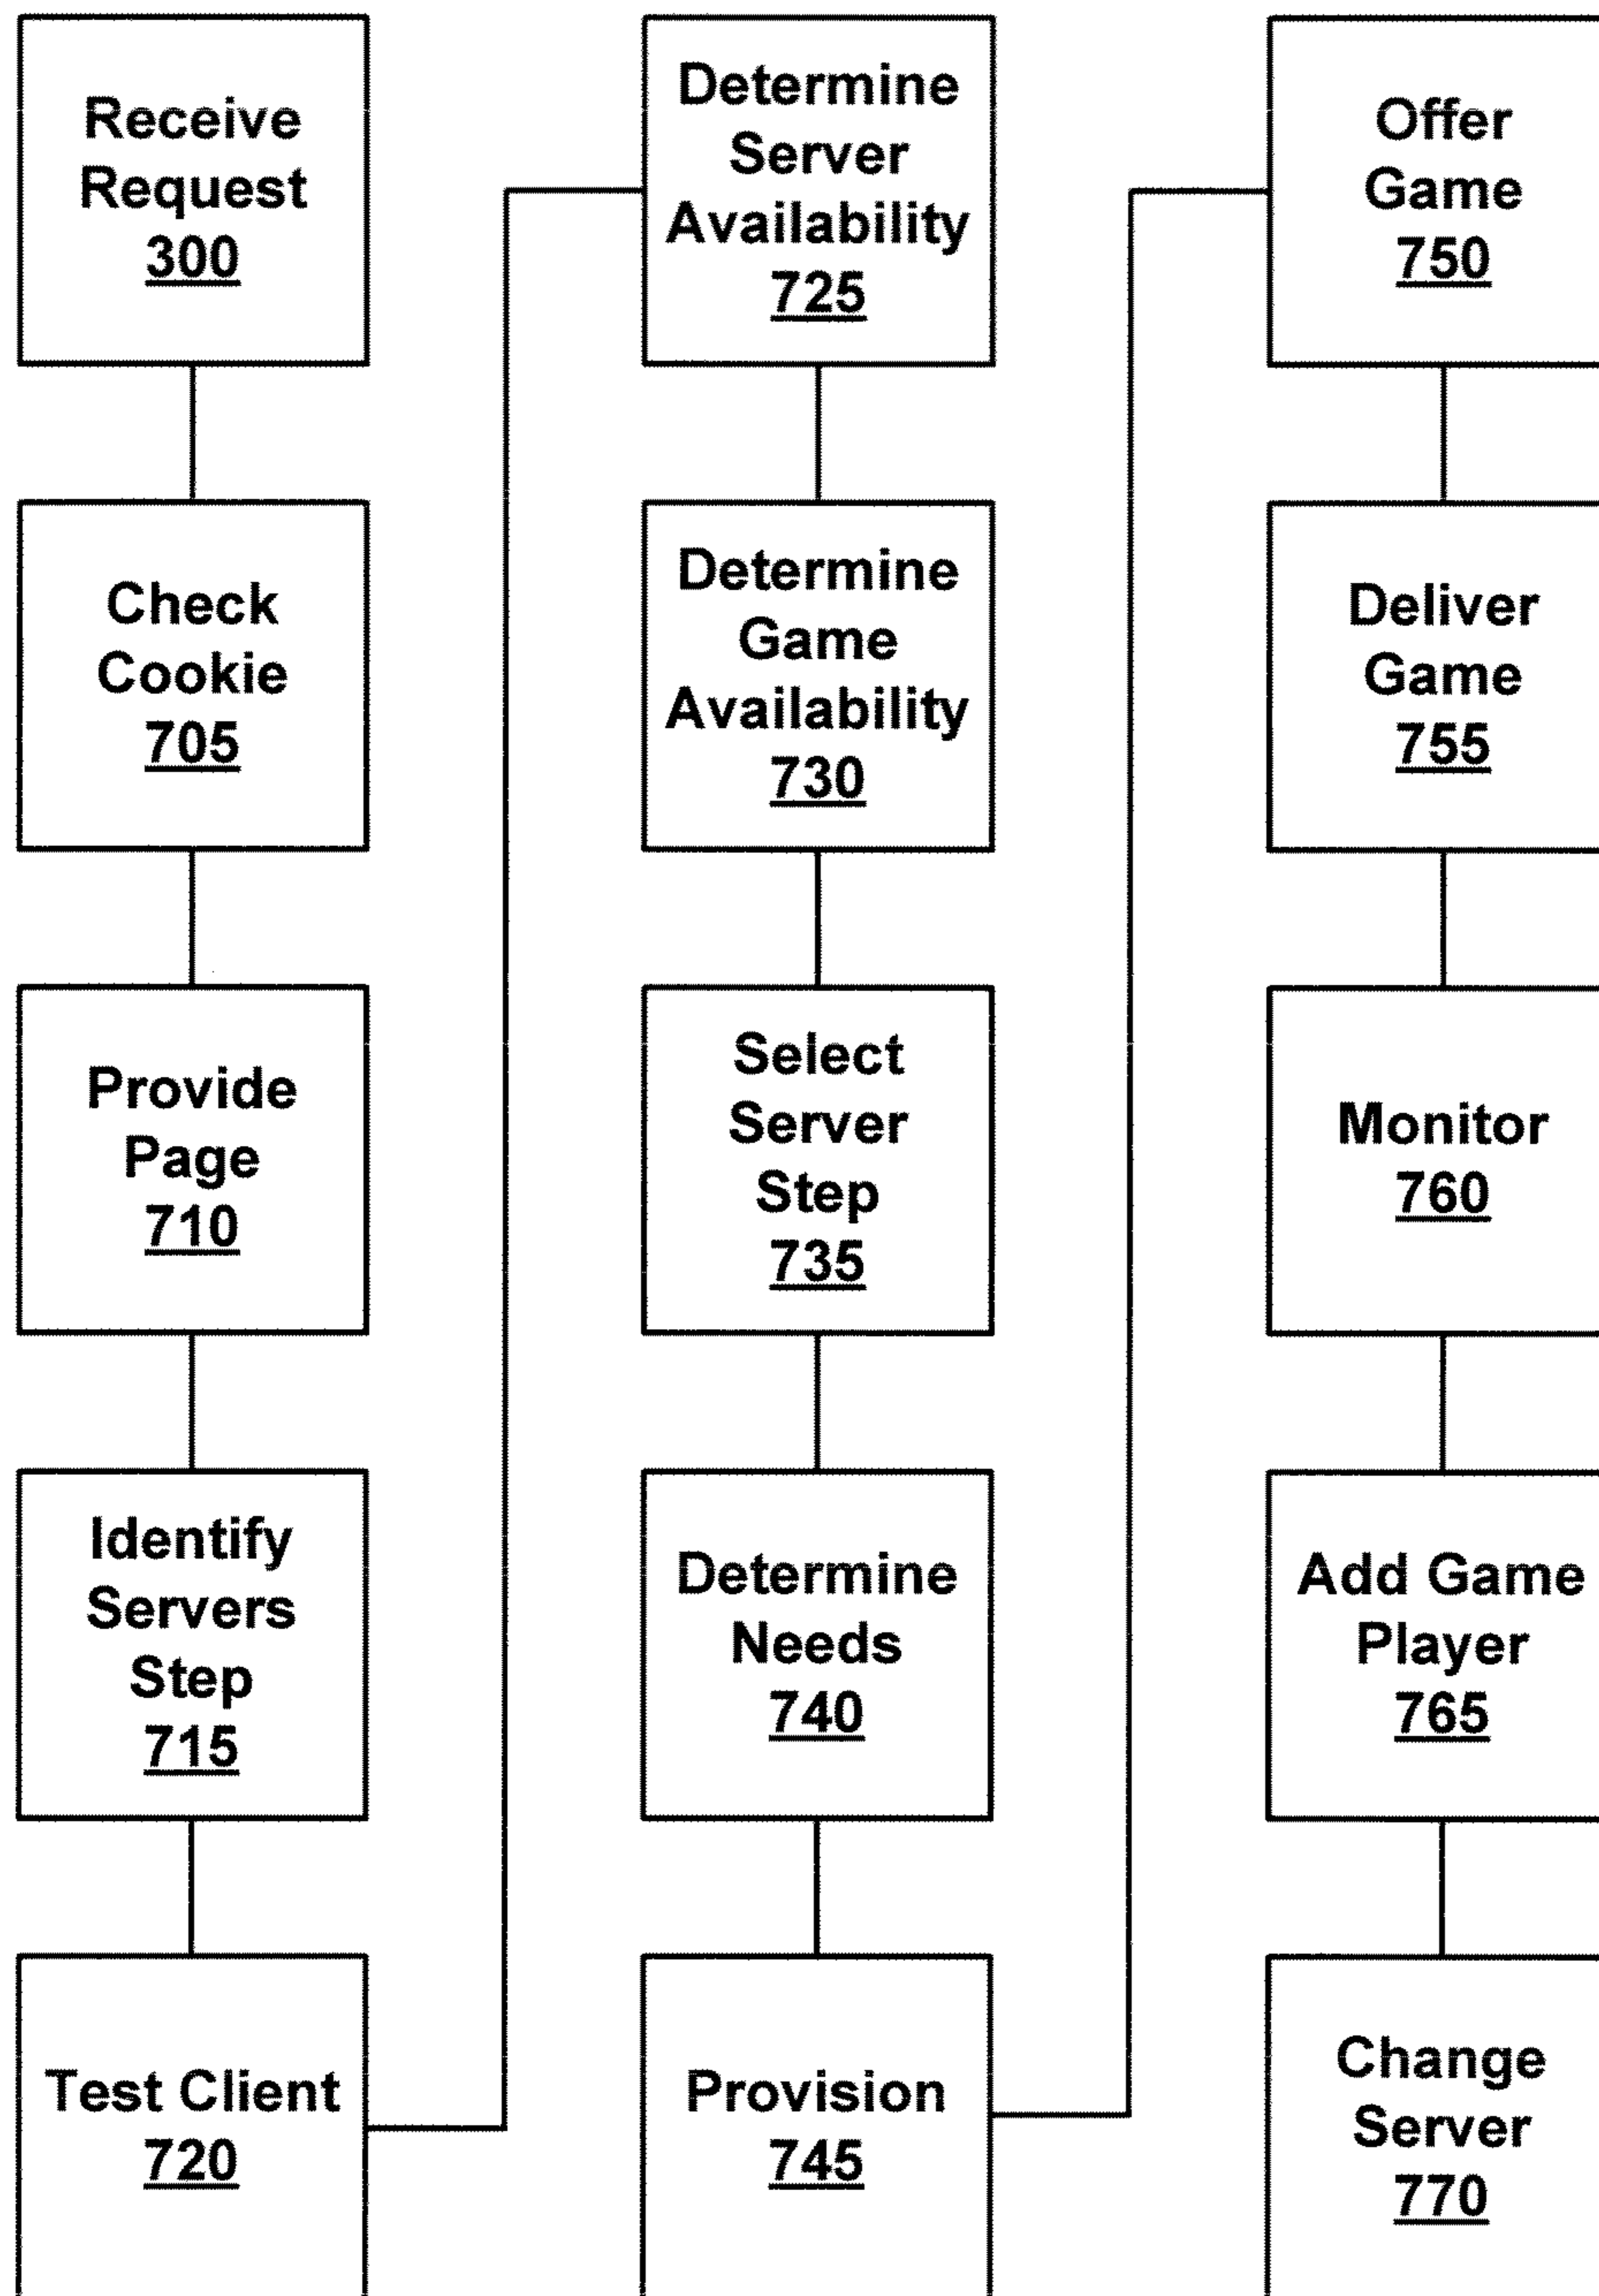 Receive
Request
300
Check
Cookie
705
Provide
Page
710
Identify
Servers
Step
715
Test Client
720
Determine
Server
Availability
725
Determine
Game
Availability
730
Select
Server
Step
735
Determine
Needs
740
Provision
745
Offer
Game
750
Deliver
Game
755
Monitor
760
Add Game
Player
765
Change
Server
770